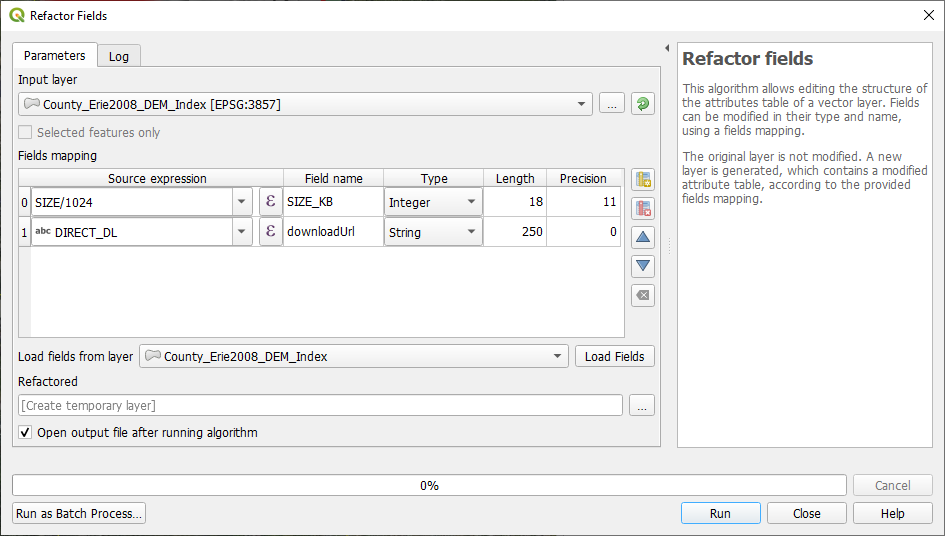 Refactor Fields
Parameters
Log
Input layer
County_Erie2008_DEM_Index [EPSG:3857]
...
Selected features only
Fields mapping
Source expression Field name Type Length Precision
0 SIZE/1024 ε SIZE_KB Integer 18 11
1 abc DIRECT_DL ε downloadUrl String 250 0
Load fields from layer County_Erie2008_DEM_Index Load Fields
Refactored
[Create temporary layer]
...
Open output file after running algorithm
Refactor fields
This algorithm allows editing the structure of
the attributes table of a vector layer. Fields
can be modified in their type and name,
using a fields mapping.
The original layer is not modified. A new
layer is generated, which contains a modified
attribute table, according to the provided
fields mapping.
0%
Cancel
Run as Batch Process...
Run
Close
Help